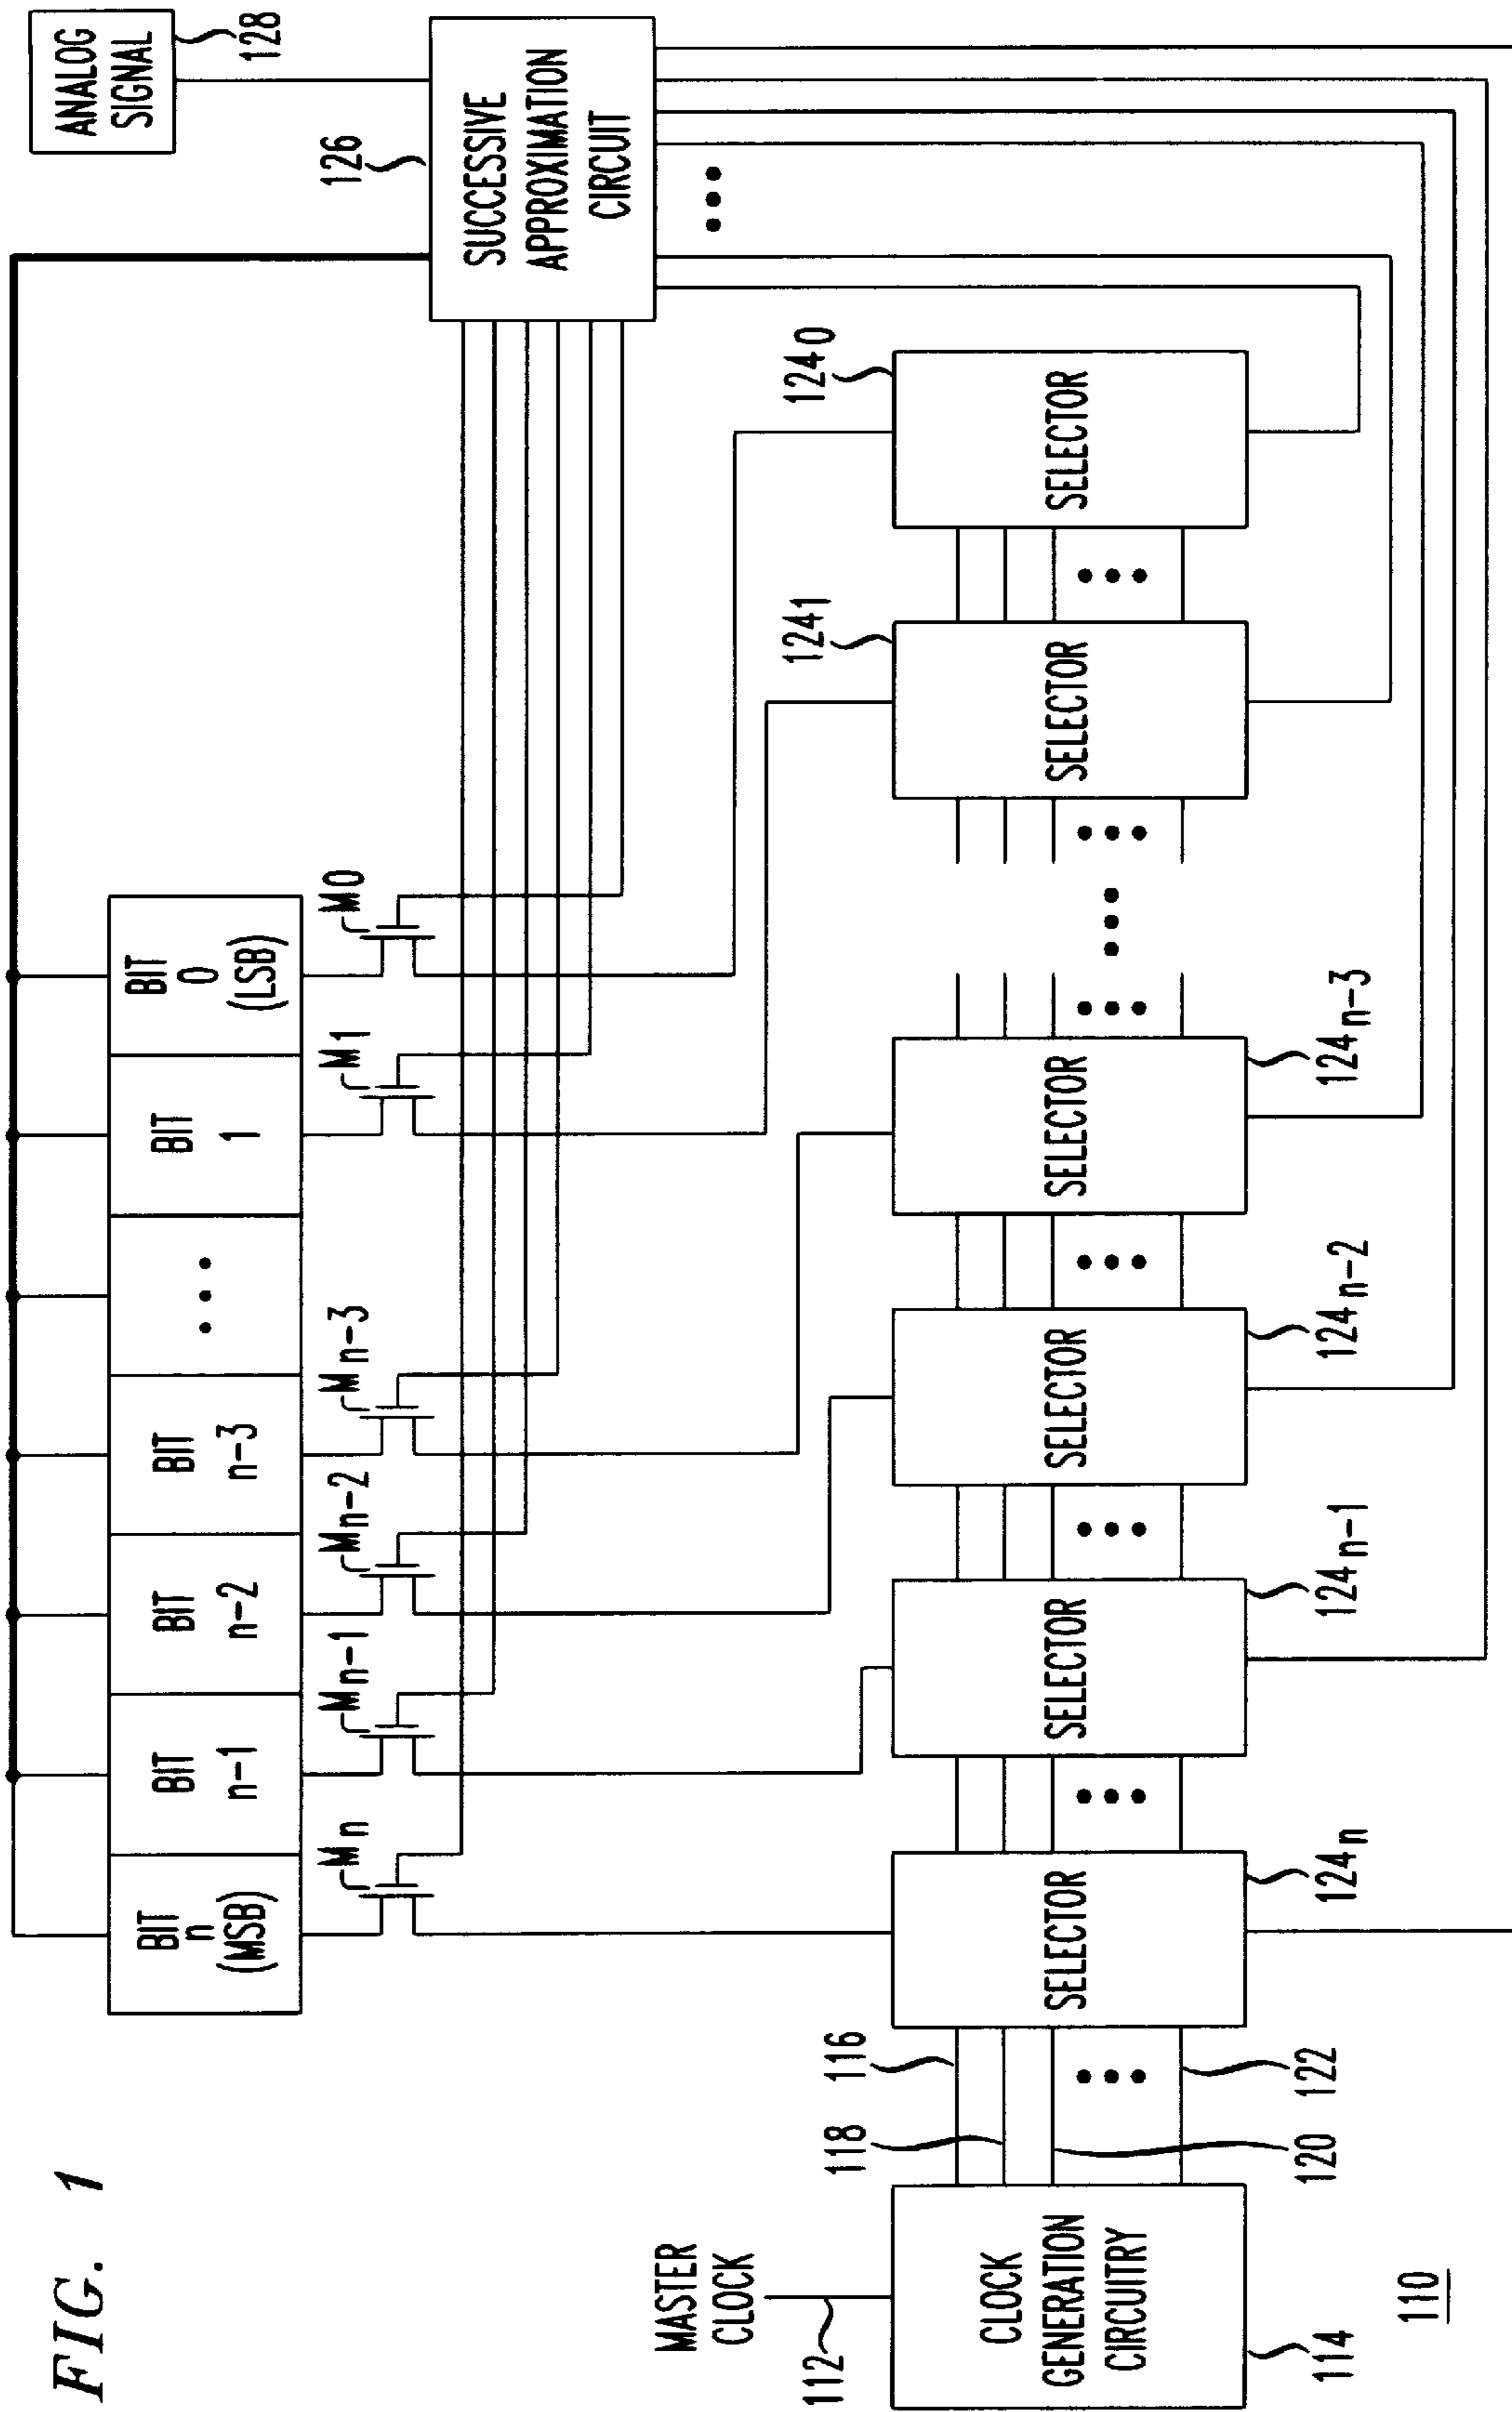 FIG. 1
ANALOG
SIGNAL
128
126
SUCCESSIVE
APPROXIMATION
CIRCUIT
BIT
n
(MSB)
BIT
n-1
BIT
n-2
BIT
n-3
• • •
BIT
1
BIT
0
(LSB)
Mn
Mn-1
Mn-2
Mn-3
M1
M0
MASTER
CLOCK
112
CLOCK
GENERATION
CIRCUITRY
114
116
118
120
122
SELECTOR
124n
SELECTOR
124n-1
SELECTOR
124n-2
SELECTOR
124n-3
SELECTOR
1241
SELECTOR
1240
110